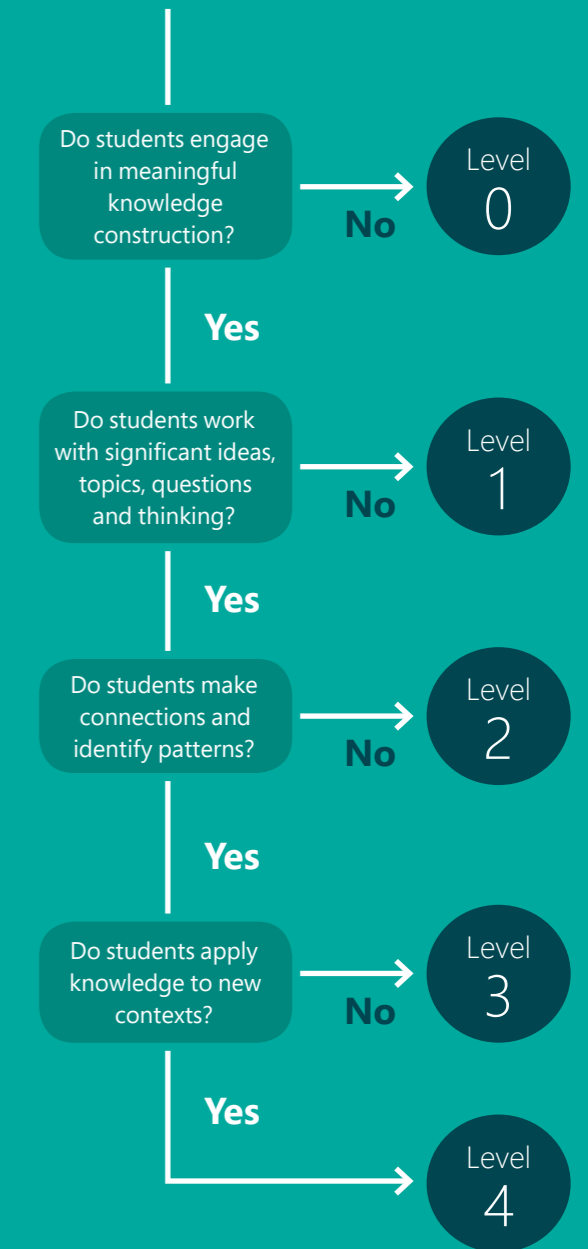 Do students engage
in meaningful
knowledge
construction?
No
Level
0
Yes
Do students work
with significant ideas,
topics, questions
and thinking?
No
Level
1
Yes
Do students make
connections and
identify patterns?
No
Level
2
Yes
Do students apply
knowledge to new
contexts?
No
Level
3
Yes
Level
4